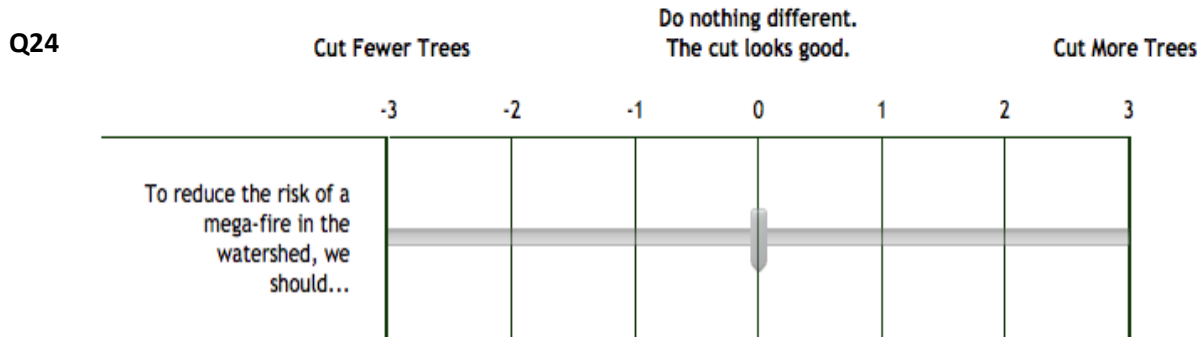 Q24
Cut Fewer Trees
Do nothing different.
The cut looks good.
Cut More Trees
-3 -2 -1 0 1 2 3
To reduce the risk of a
mega-fire in the
watershed, we
should...